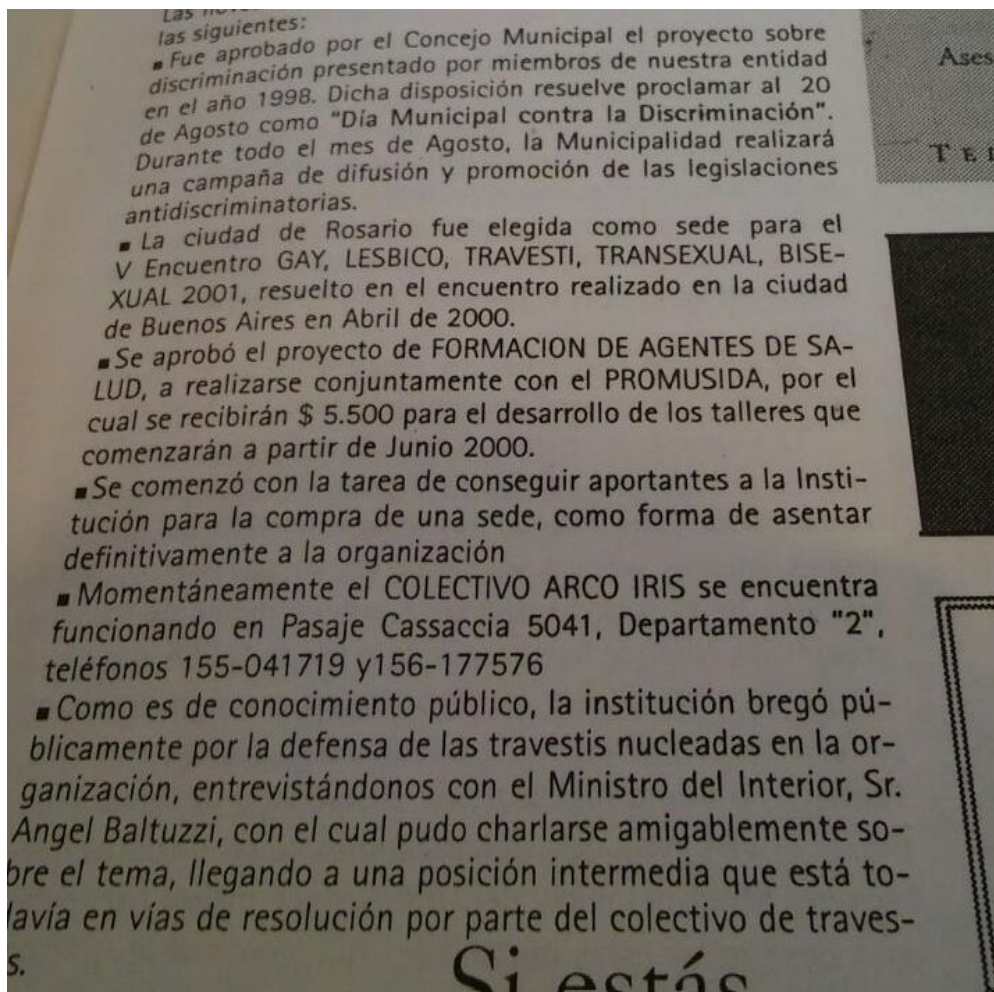 Las
las siguientes:
▪ Fue aprobado por el Concejo Municipal el proyecto sobre
discriminación presentado por miembros de nuestra entidad
en el año 1998. Dicha disposición resuelve proclamar al 20
de Agosto como "Día Municipal contra la Discriminación".
Durante todo el mes de Agosto, la Municipalidad realizará
una campaña de difusión y promoción de las legislaciones
antidiscriminatorias.
▪ La ciudad de Rosario fue elegida como sede para el
V Encuentro GAY, LESBICO, TRAVESTI, TRANSEXUAL, BISE-
XUAL 2001, resuelto en el encuentro realizado en la ciudad
de Buenos Aires en Abril de 2000.
▪ Se aprobó el proyecto de FORMACION DE AGENTES DE SA-
LUD, a realizarse conjuntamente con el PROMUSIDA, por el
cual se recibirán $ 5.500 para el desarrollo de los talleres que
comenzarán a partir de Junio 2000.
▪ Se comenzó con la tarea de conseguir aportantes a la Insti-
tución para la compra de una sede, como forma de asentar
definitivamente a la organización
▪ Momentáneamente el COLECTIVO ARCO IRIS se encuentra
funcionando en Pasaje Cassaccia 5041, Departamento "2",
teléfonos 155-041719 y156-177576
▪ Como es de conocimiento público, la institución bregó pú-
blicamente por la defensa de las travestis nucleadas en la or-
ganización, entrevistándonos con el Ministro del Interior, Sr.
Angel Baltuzzi, con el cual pudo charlarse amigablemente so-
bre el tema, llegando a una posición intermedia que está to-
davía en vías de resolución por parte del colectivo de traves-
s.
Si estás
Ases
TE